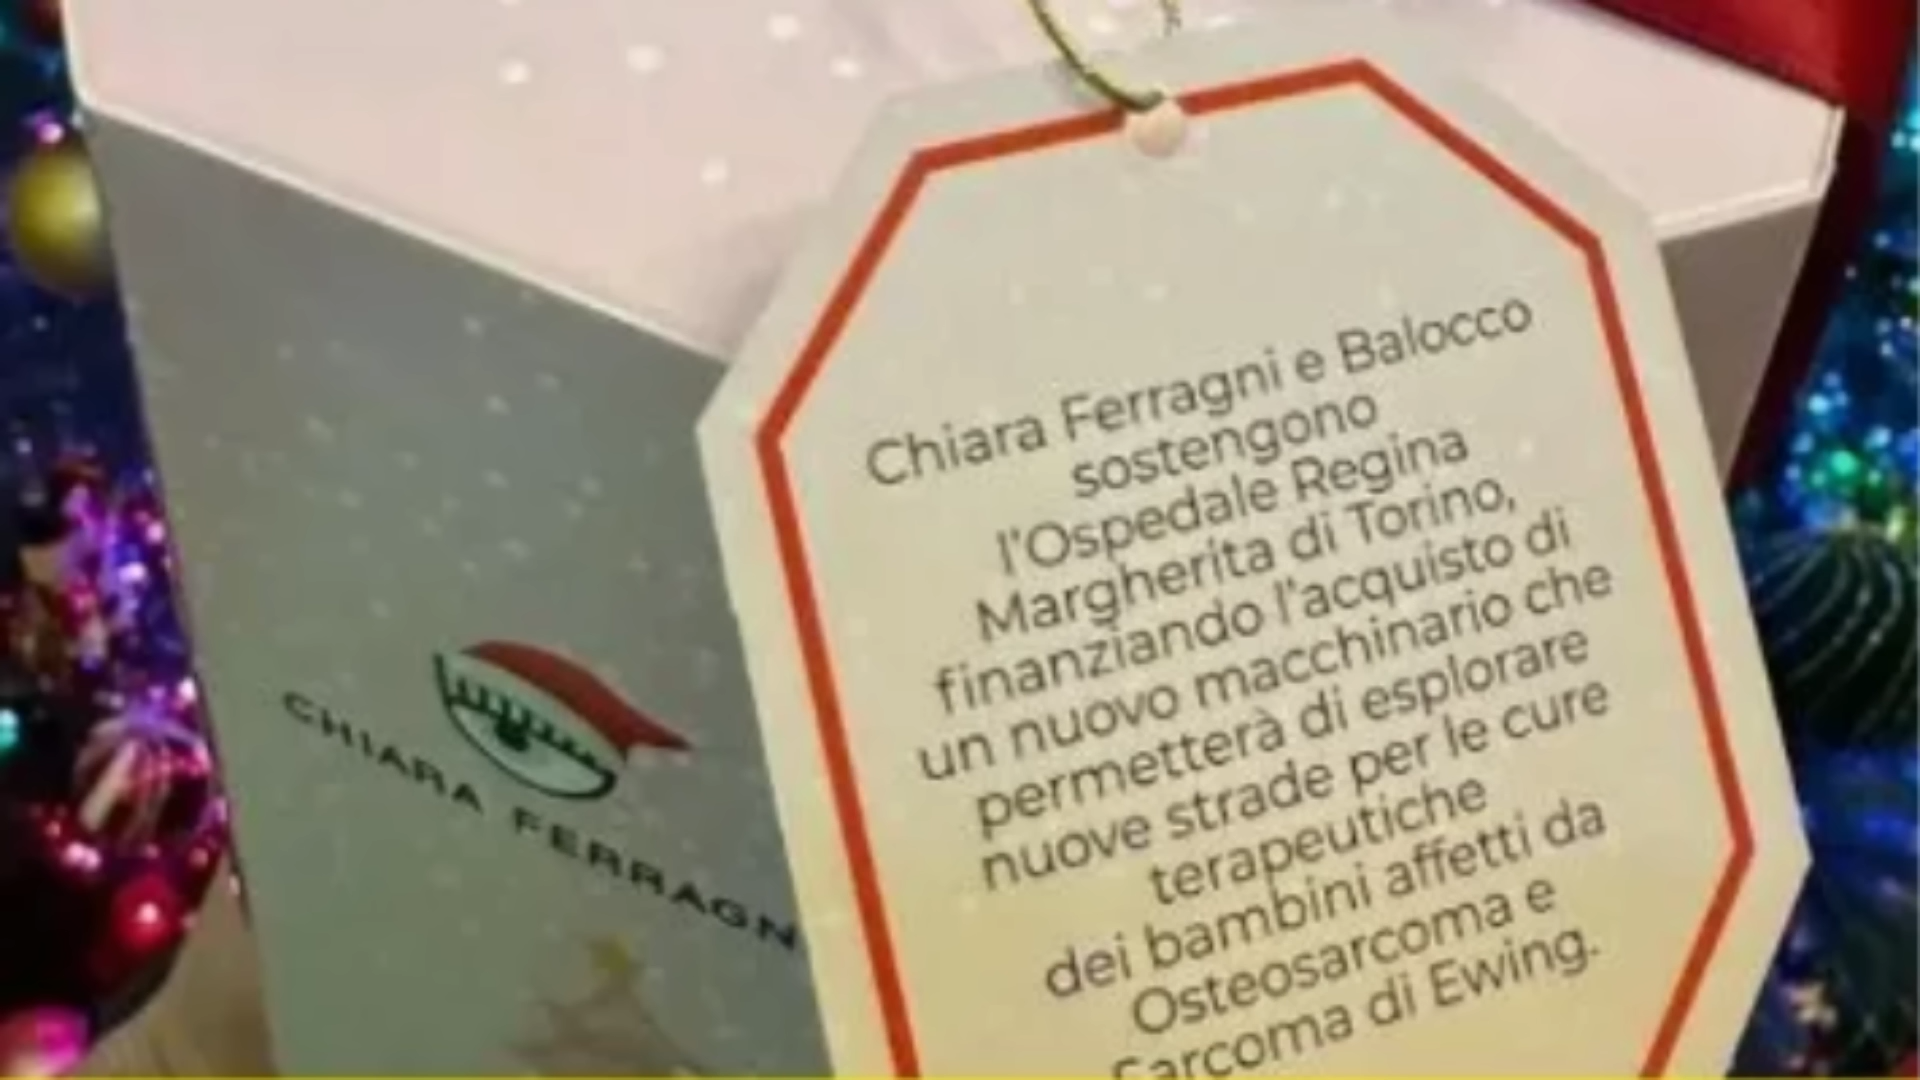 Chiara Ferragni e Balocco
sostengono
l'Ospedale Regina
Margherita di Torino,
finanziando l'acquisto di
un nuovo macchinario che
permetterà di esplorare
nuove strade per le cure
terapeutiche
dei bambini affetti da
Osteosarcoma e
Sarcoma di Ewing.
CHIARA FERRAGN